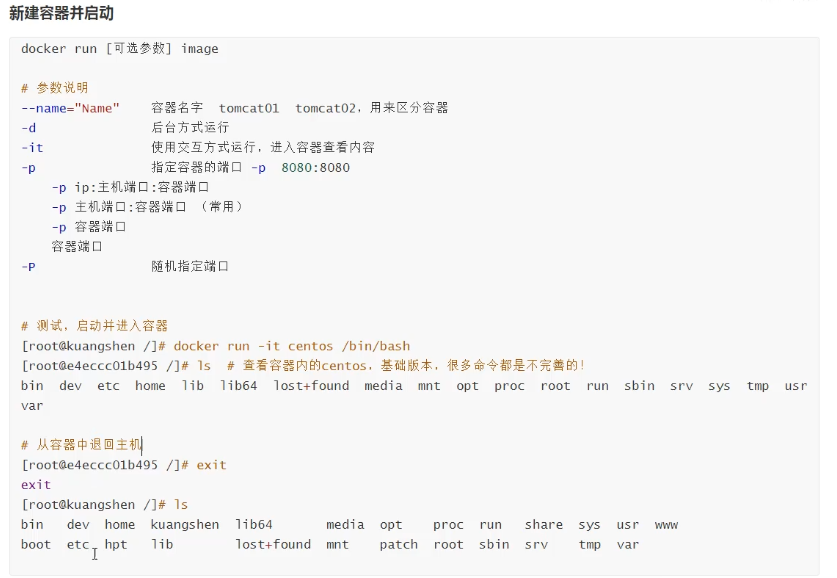 新建容器并启动
docker run [可选参数] image
# 参数说明
--name="Name" 容器名字 tomcat01 tomcat02，用来区分容器
-d 后台方式运行
-it 使用交互方式运行，进入容器查看内容
-p 指定容器的端口 -p 8080:8080
-p ip:主机端口:容器端口
-p 主机端口:容器端口 （常用）
-p 容器端口
容器端口
-P 随机指定端口
# 测试，启动并进入容器
[root@kuangshen /]# docker run -it centos /bin/bash
[root@e4eccc01b495 /]# ls # 查看容器内的centos，基础版本，很多命令都是不完善的！
bin dev etc home lib lib64 lost+found media mnt opt proc root run sbin srv sys tmp usr
var
# 从容器中退回主机
[root@e4eccc01b495 /]# exit
exit
[root@kuangshen /]# ls
bin dev home kuangshen lib64 media opt proc run share sys usr www
boot etc hpt lib lost+found mnt patch root sbin srv tmp var